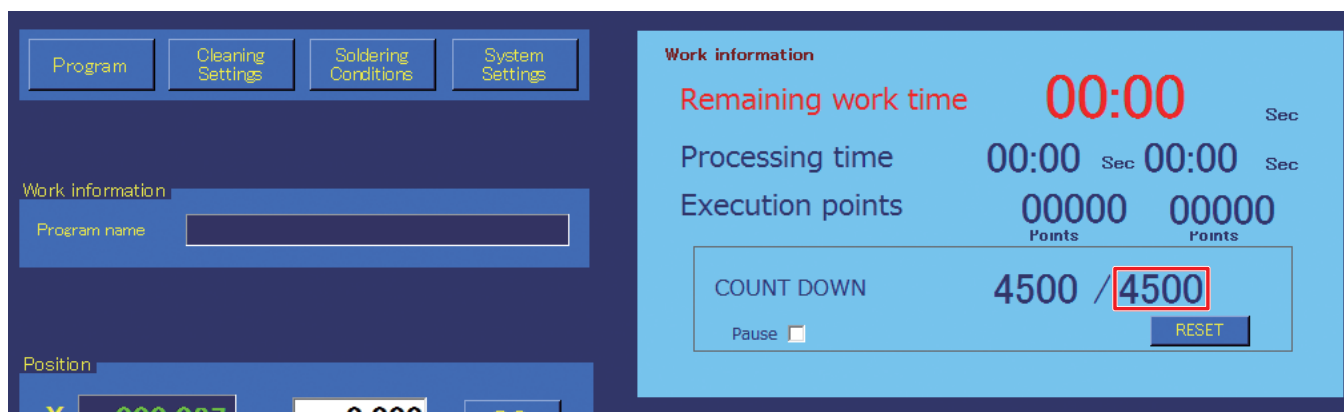 Program
Cleaning
Settings
Soldering
Conditions
System
Settings
Work information
Program name
Position
Work information
Remaining work time 00:00 Sec
Processing time 00:00 Sec 00:00 Sec
Execution points 00000 00000
Points Points
COUNT DOWN 4500 / 4500
Pause RESET